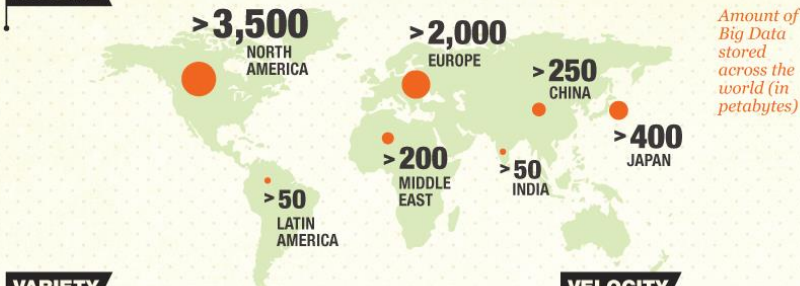 > 3,500
NORTH
AMERICA
> 2,000
EUROPE
> 250
CHINA
> 400
JAPAN
> 200
MIDDLE
EAST
> 50
INDIA
> 50
LATIN
AMERICA
Amount of
Big Data
stored
across the
world (in
petabytes)
VARIETY
VELOCITY